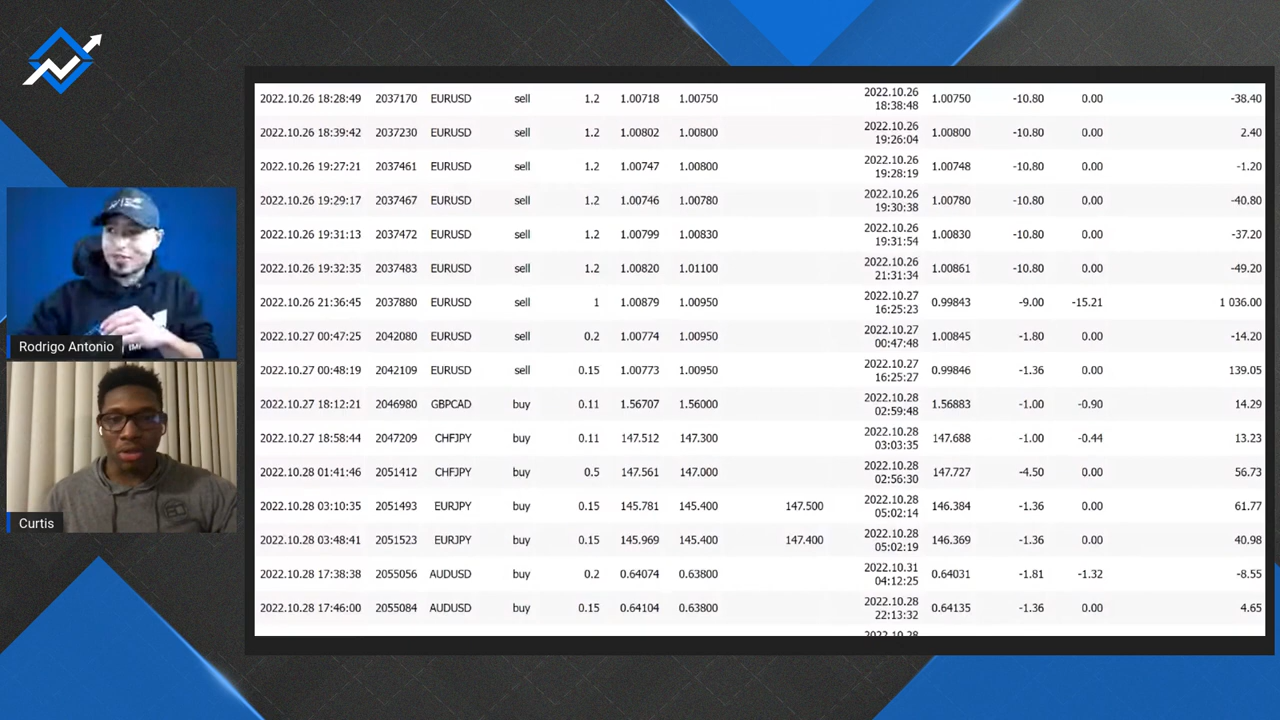 2022.10.26 18:28:49 2037170 EURUSD sell 1.2 1.00718 1.00750 2022.10.26 18:38:48 1.00750 -10.80 0.00 -38.40
2022.10.26 18:39:42 2037230 EURUSD sell 1.2 1.00802 1.00800 2022.10.26 19:26:04 1.00800 -10.80 0.00 2.40
2022.10.26 19:27:21 2037461 EURUSD sell 1.2 1.00747 1.00800 2022.10.26 19:28:19 1.00748 -10.80 0.00 -1.20
2022.10.26 19:29:17 2037467 EURUSD sell 1.2 1.00746 1.00780 2022.10.26 19:30:38 1.00780 -10.80 0.00 -40.80
2022.10.26 19:31:13 2037472 EURUSD sell 1.2 1.00799 1.00830 2022.10.26 19:31:54 1.00830 -10.80 0.00 -37.20
2022.10.26 19:32:35 2037483 EURUSD sell 1.2 1.00820 1.01100 2022.10.26 21:31:34 1.00861 -10.80 0.00 -49.20
2022.10.26 21:36:45 2037880 EURUSD sell 1 1.00879 1.00950 2022.10.27 16:25:23 0.99843 -9.00 -15.21 1 036.00
2022.10.27 00:47:25 2042080 EURUSD sell 0.2 1.00774 1.00950 2022.10.27 00:47:48 1.00845 -1.80 0.00 -14.20
2022.10.27 00:48:19 2042109 EURUSD sell 0.15 1.00773 1.00950 2022.10.27 16:25:27 0.99846 -1.36 0.00 139.05
2022.10.27 18:12:21 2046980 GBPCAD buy 0.11 1.56707 1.56000 2022.10.28 02:59:48 1.56883 -1.00 -0.90 14.29
2022.10.27 18:58:44 2047209 CHFJPY buy 0.11 147.512 147.300 2022.10.28 03:03:35 147.688 -1.00 -0.44 13.23
2022.10.28 01:41:46 2051412 CHFJPY buy 0.5 147.561 147.000 2022.10.28 02:56:30 147.727 -4.50 0.00 56.73
2022.10.28 03:10:35 2051493 EURJPY buy 0.15 145.781 145.400 147.500 2022.10.28 05:02:14 146.384 -1.36 0.00 61.77
2022.10.28 03:48:41 2051523 EURJPY buy 0.15 145.969 145.400 147.400 2022.10.28 05:02:19 146.369 -1.36 0.00 40.98
2022.10.28 17:38:38 2055056 AUDUSD buy 0.2 0.64074 0.63800 2022.10.31 04:12:25 0.64031 -1.81 -1.32 -8.55
2022.10.28 17:46:00 2055084 AUDUSD buy 0.15 0.64104 0.63800 2022.10.28 22:13:32 0.64135 -1.36 0.00 4.65
Rodrigo Antonio
Curtis